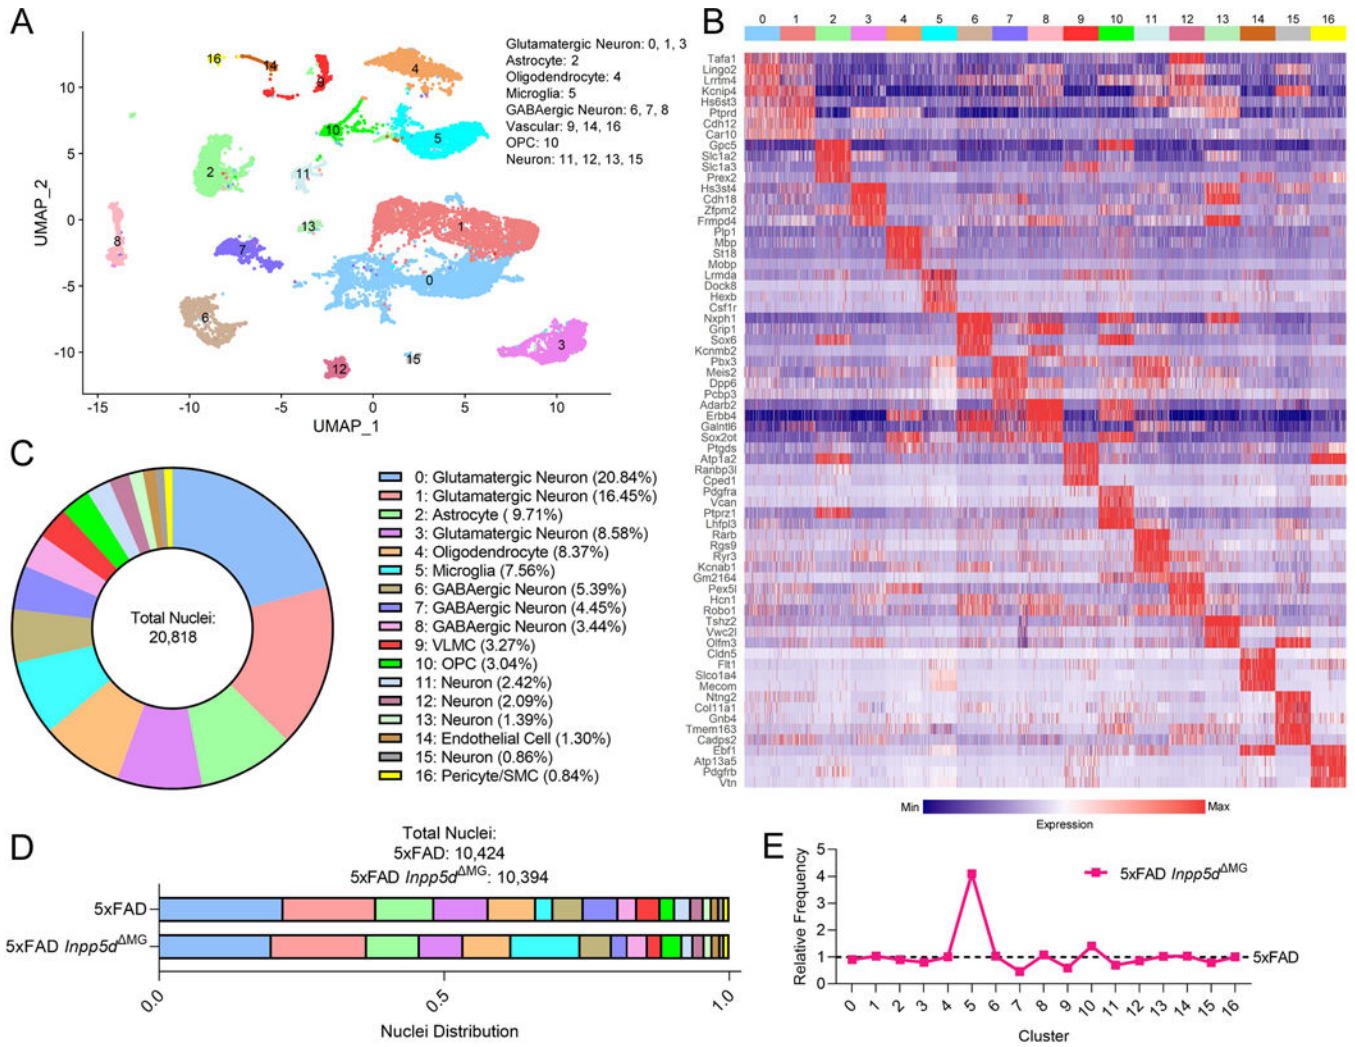 A
UMAP_2
10
5
0
-5
-10
-15
-10
-5
0
5
10
UMAP_1
16
14
9
4
10
5
2
11
13
1
8
7
0
6
3
12
15
Glutamatergic Neuron: 0, 1, 3
Astrocyte: 2
Oligodendrocyte: 4
Microglia: 5
GABAergic Neuron: 6, 7, 8
Vascular: 9, 14, 16
OPC: 10
Neuron: 11, 12, 13, 15
B
0 1 2 3 4 5 6 7 8 9 10 11 12 13 14 15 16
Tafa1
Lingo2
Lrrtm4
Kcnip4
Hs6st3
Ptprd
Cdh12
Car10
Gpc5
Slc1a2
Slc1a3
Prex2
Hs3st4
Cdh18
Zfpm2
Frmpd4
Plp1
Mbp
St18
Mobp
Lrmda
Dock8
Hexb
Csf1r
Nxph1
Grip1
Sox6
Kcnmb2
Pbx3
Meis2
Dpp6
Pcbp3
Adarb2
Erbb4
Galntl6
Sox2ot
Ptgds
Atp1a2
Ranbp3l
Cped1
Pdgfra
Vcan
Ptprz1
Lhfpl3
Rarb
Rgs9
Ryr3
Kcnab1
Gm2164
Pex5l
Hcn1
Robo1
Tshz2
Vwc2l
Olfm3
Cldn5
Flt1
Slco1a4
Mecom
Ntng2
Col11a1
Gnb4
Tmem163
Cadps2
Ebf1
Atp13a5
Pdgfrb
Vtn
Min
Max
Expression
C
Total Nuclei:
20,818
0: Glutamatergic Neuron (20.84%)
1: Glutamatergic Neuron (16.45%)
2: Astrocyte ( 9.71%)
3: Glutamatergic Neuron (8.58%)
4: Oligodendrocyte (8.37%)
5: Microglia (7.56%)
6: GABAergic Neuron (5.39%)
7: GABAergic Neuron (4.45%)
8: GABAergic Neuron (3.44%)
9: VLMC (3.27%)
10: OPC (3.04%)
11: Neuron (2.42%)
12: Neuron (2.09%)
13: Neuron (1.39%)
14: Endothelial Cell (1.30%)
15: Neuron (0.86%)
16: Pericyte/SMC (0.84%)
D
Total Nuclei:
5xFAD: 10,424
5xFAD Inpp5dΔMG: 10,394
5xFAD
5xFAD Inpp5dΔMG
0.0
0.5
1.0
Nuclei Distribution
E
Relative Frequency
5
4
3
2
1
0
5xFAD Inpp5dΔMG
5xFAD
0 1 2 3 4 5 6 7 8 9 10 11 12 13 14 15 16
Cluster